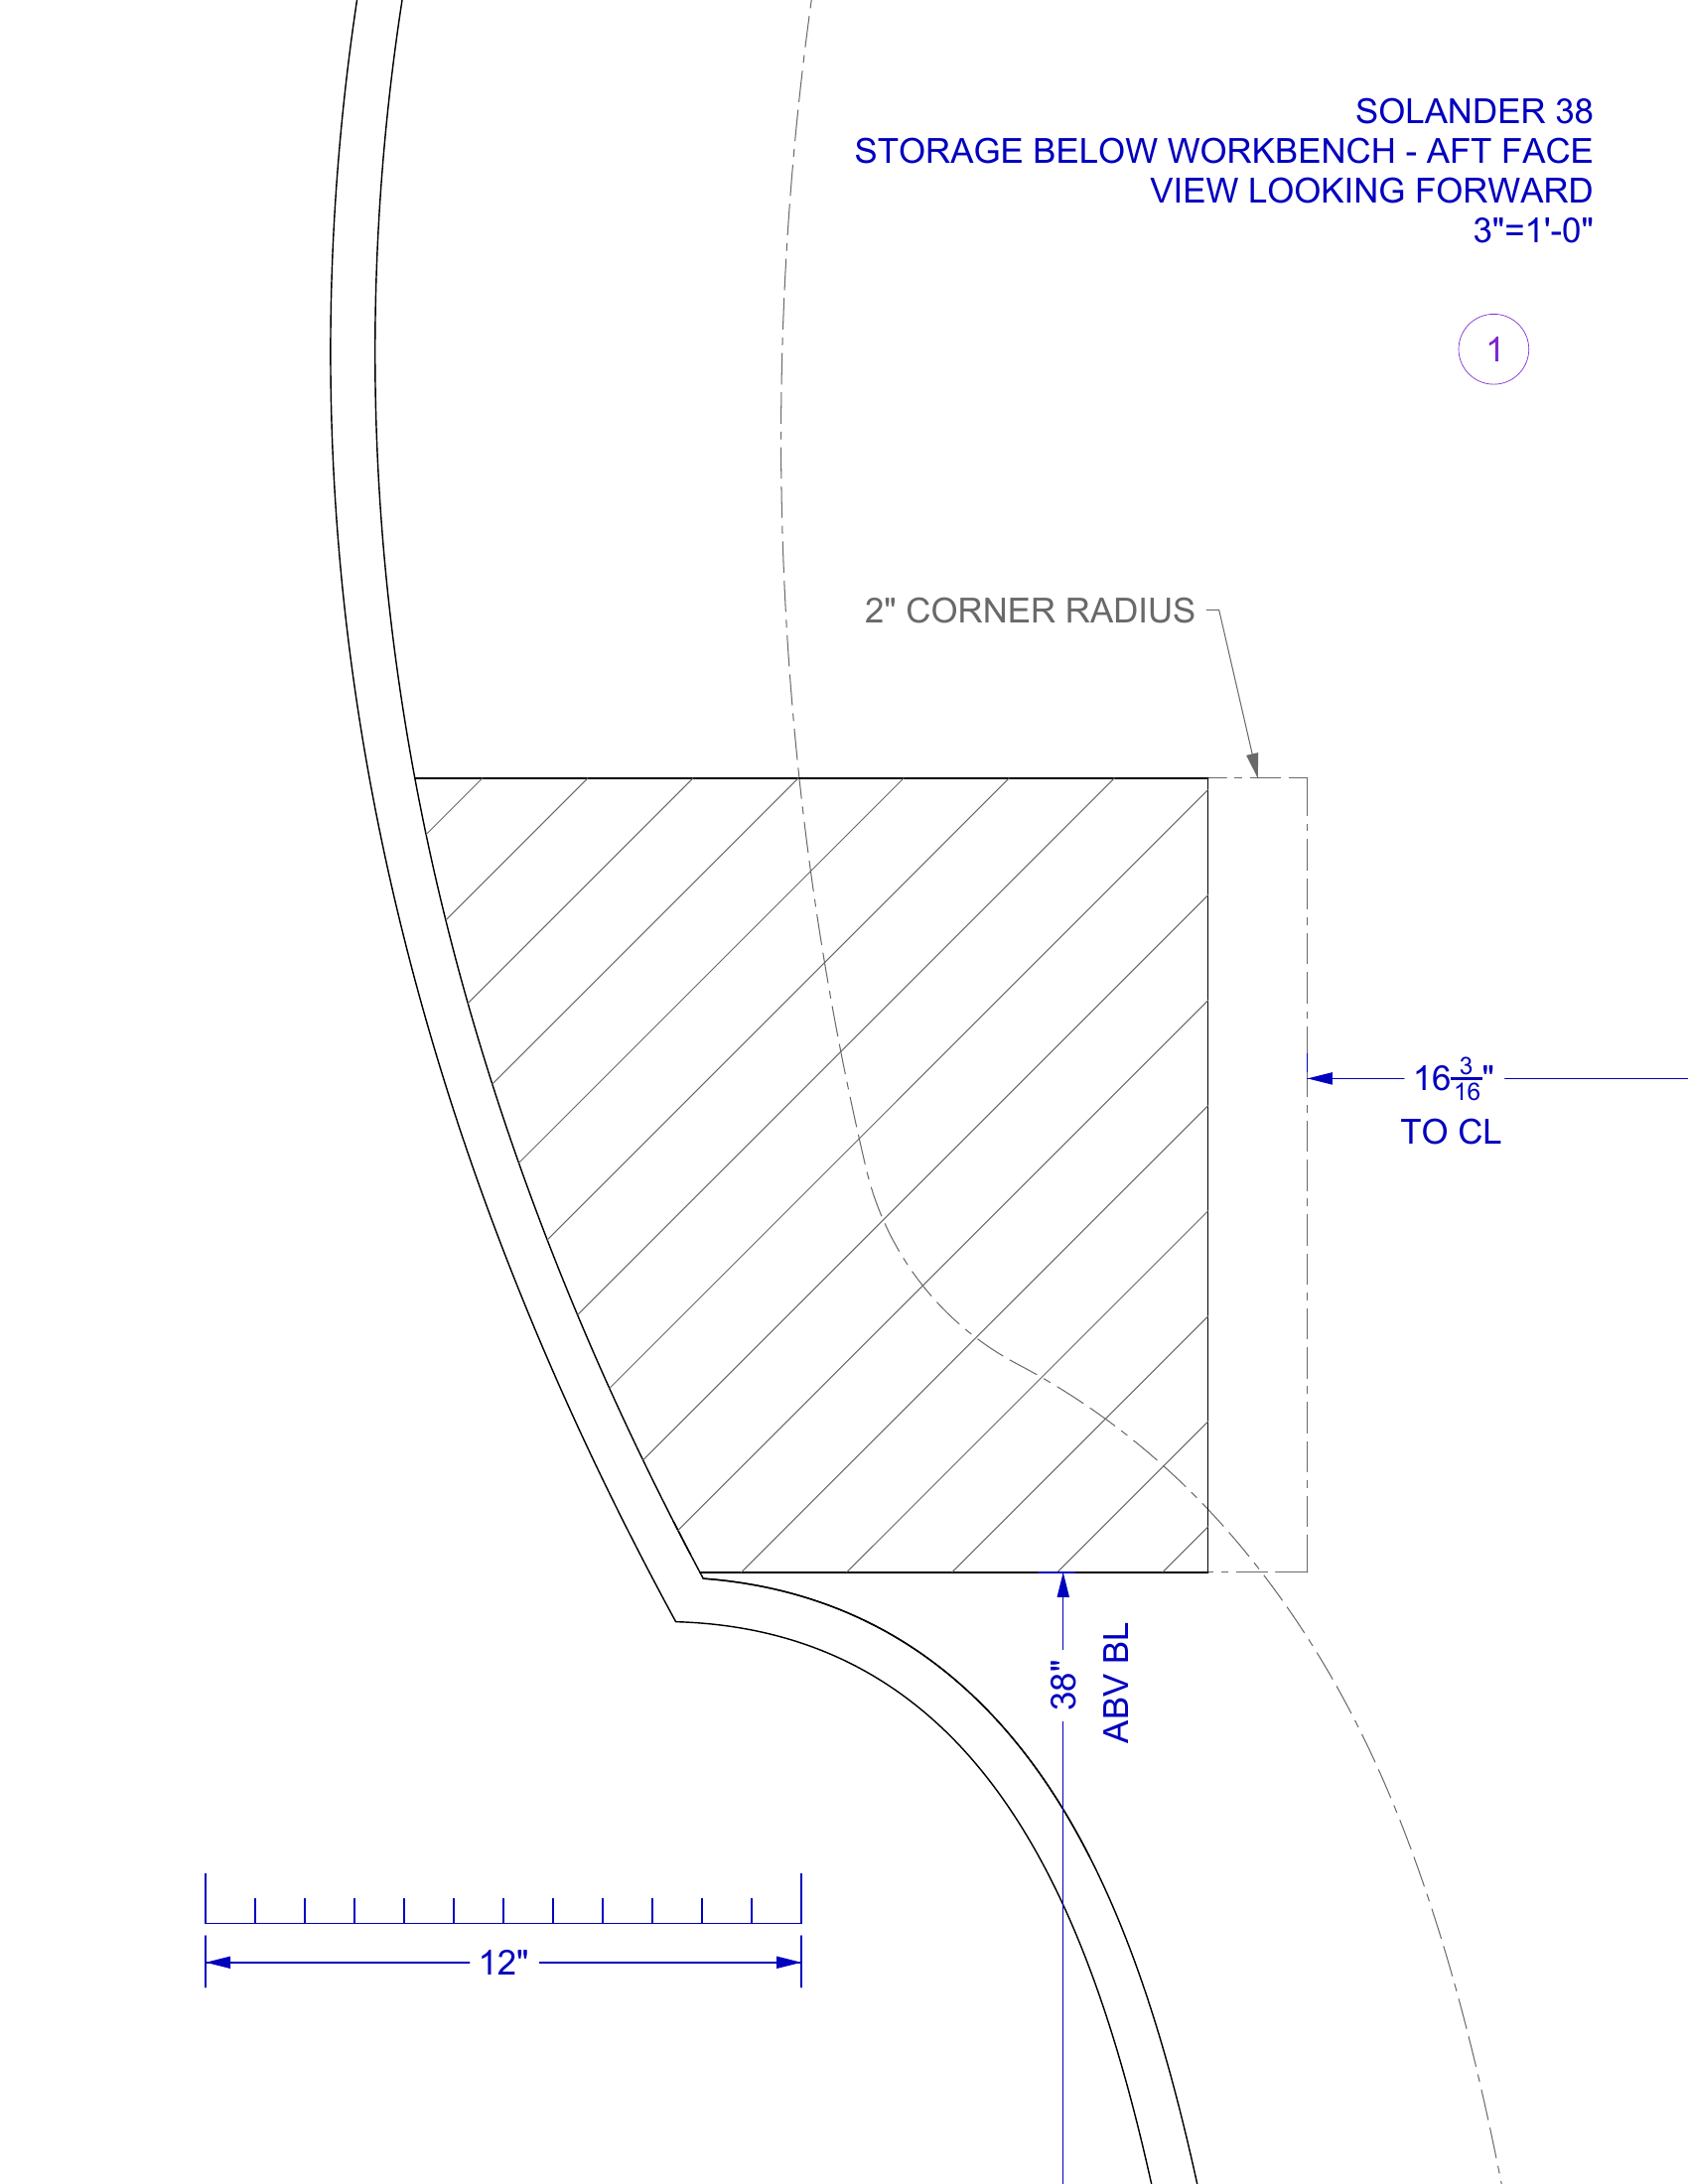 SOLANDER 38
STORAGE BELOW WORKBENCH - AFT FACE
VIEW LOOKING FORWARD
3"=1'-0"
1
2" CORNER RADIUS
16 3/16"
TO CL
38"
ABV BL
12"